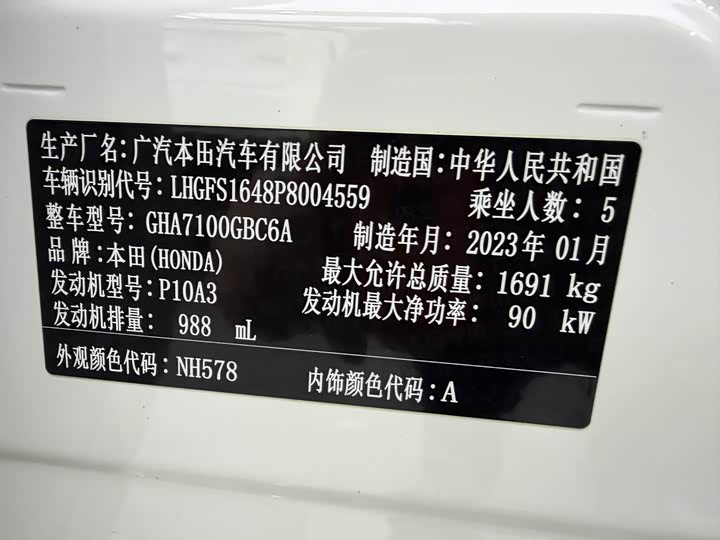 生产厂名:广汽本田汽车有限公司 制造国:中华人民共和国
车辆识别代号:LHGFS1648P8004559 乘坐人数:5
整车型号:GHA7100GBC6A 制造年月:2023年01月
品牌:本田(HONDA) 最大允许总质量:1691 kg
发动机型号:P10A3 发动机最大净功率:90 kW
发动机排量:988 mL
外观颜色代码:NH578 内饰颜色代码:A